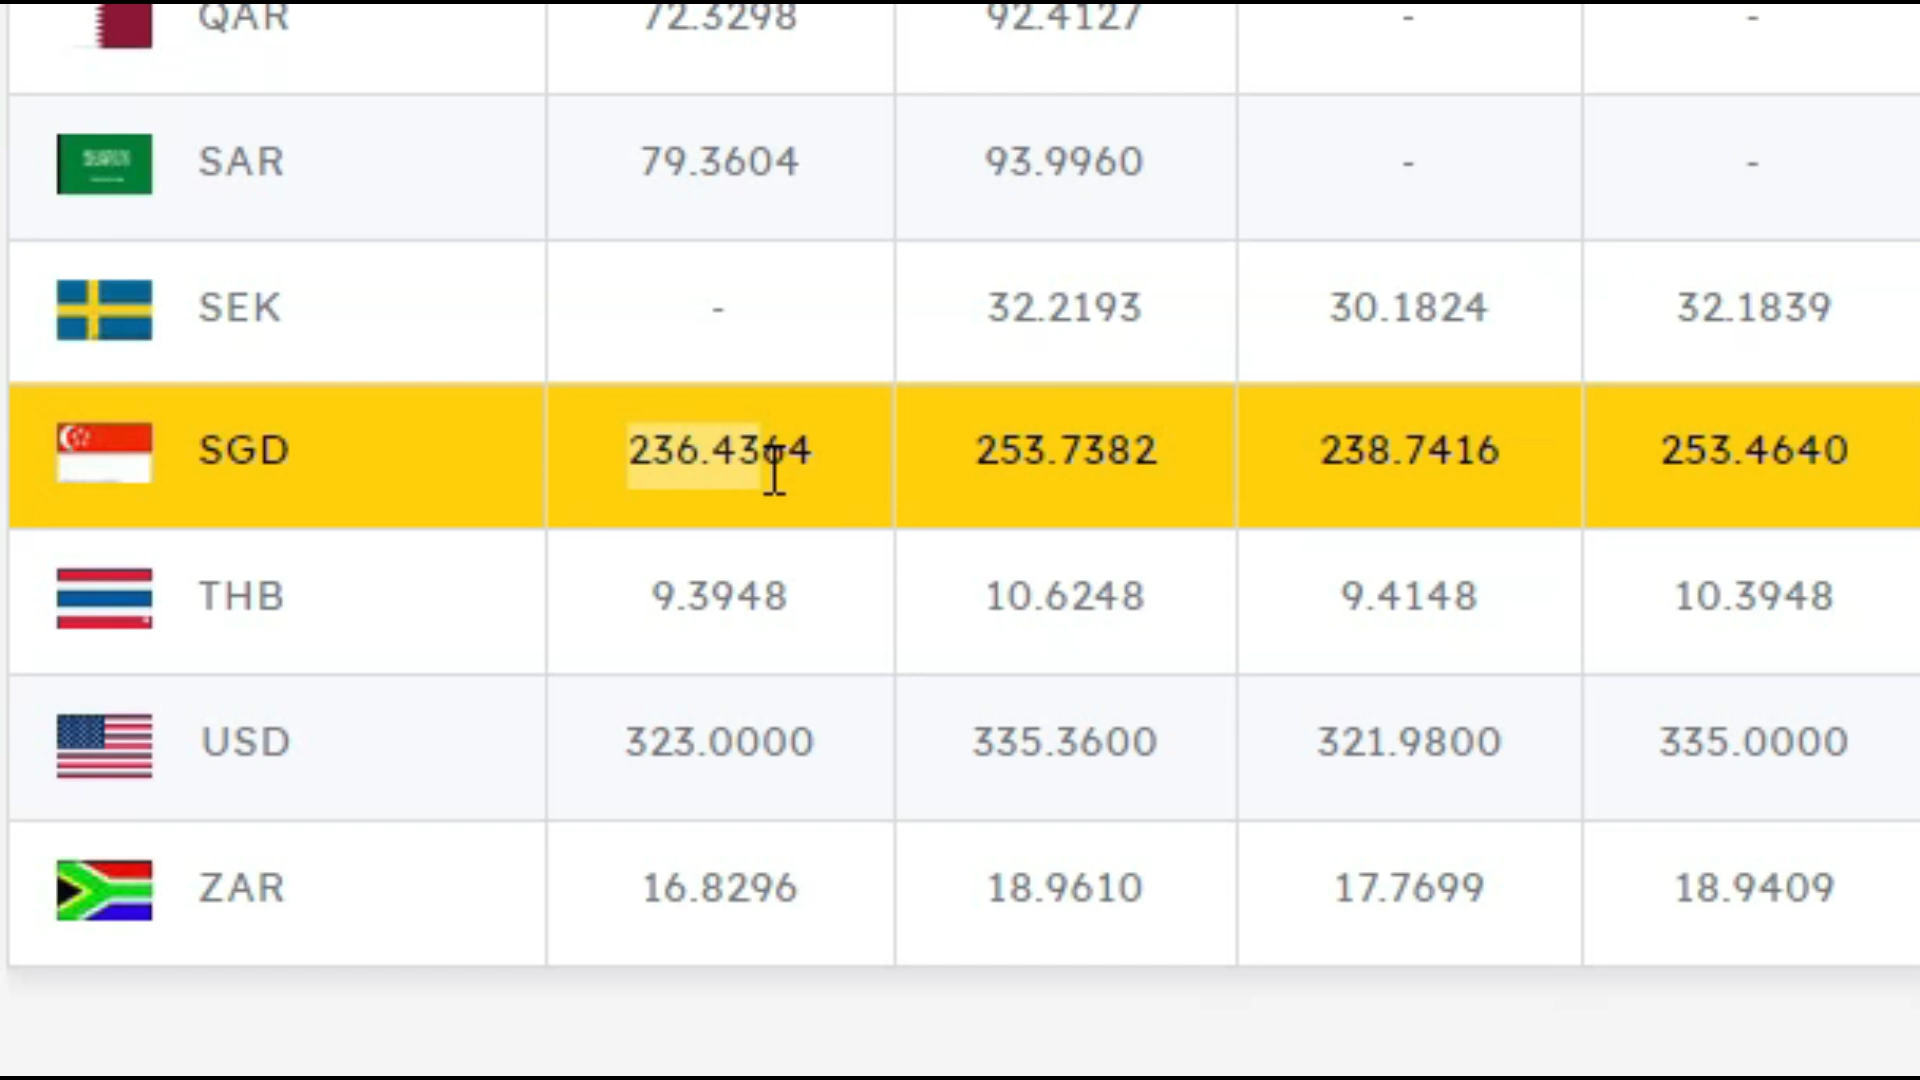 QAR 72.3298 92.4127 - -
SAR 79.3604 93.9960 - -
SEK - 32.2193 30.1824 32.1839
SGD 236.4364 253.7382 238.7416 253.4640
THB 9.3948 10.6248 9.4148 10.3948
USD 323.0000 335.3600 321.9800 335.0000
ZAR 16.8296 18.9610 17.7699 18.9409